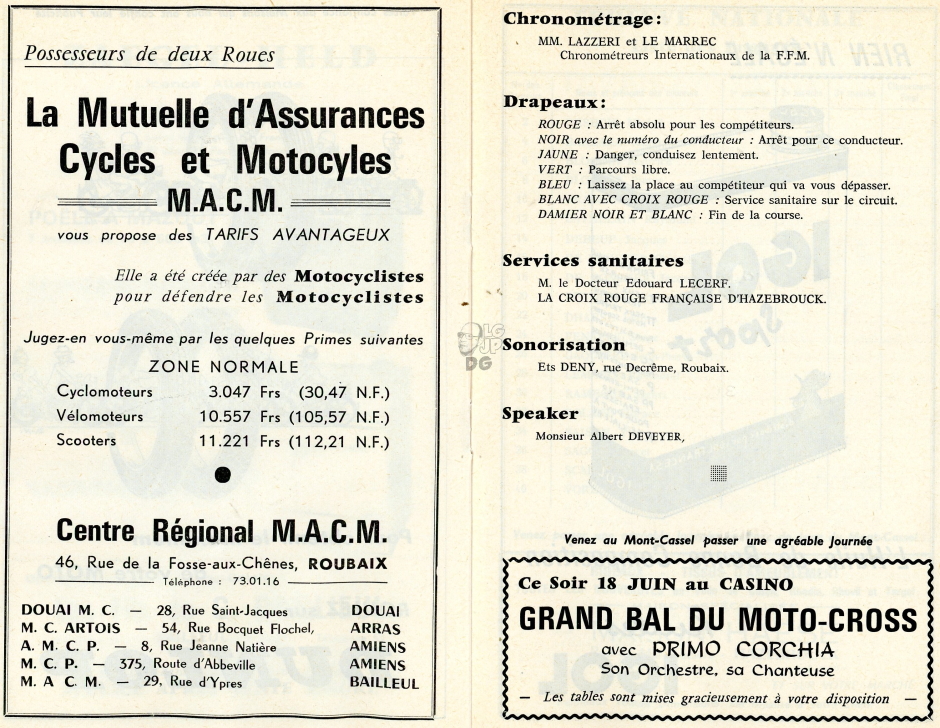 Possesseurs de deux Roues
La Mutuelle d'Assurances
Cycles et Motocyles
M.A.C.M.
vous propose des TARIFS AVANTAGEUX
Elle a été créée par des Motocyclistes
pour défendre les Motocyclistes
Jugez-en vous-même par les quelques Primes suivantes
ZONE NORMALE
Cyclomoteurs 3.047 Frs (30,47 N.F.)
Vélomoteurs 10.557 Frs (105,57 N.F.)
Scooters 11.221 Frs (112,21 N.F.)
Centre Régional M.A.C.M.
46, Rue de la Fosse-aux-Chênes, ROUBAIX
Téléphone : 73.01.16
DOUAI M. C. — 28, Rue Saint-Jacques DOUAI
M. C. ARTOIS — 54, Rue Bocquet Flochel, ARRAS
A. M. C. P. — 8, Rue Jeanne Natière AMIENS
M. C. P. — 375, Route d'Abbeville AMIENS
M. A C. M. — 29, Rue d'Ypres BAILLEUL
Chronométrage :
MM. LAZZERI et LE MARREC
Chronométreurs Internationaux de la F.F.M.
Drapeaux :
ROUGE : Arrêt absolu pour les compétiteurs.
NOIR avec le numéro du conducteur : Arrêt pour ce conducteur.
JAUNE : Danger, conduisez lentement.
VERT : Parcours libre.
BLEU : Laissez la place au compétiteur qui va vous dépasser.
BLANC AVEC CROIX ROUGE : Service sanitaire sur le circuit.
DAMIER NOIR ET BLANC : Fin de la course.
Services sanitaires
M. le Docteur Edouard LECERF.
LA CROIX ROUGE FRANÇAISE D'HAZEBROUCK.
Sonorisation
Ets DENY, rue Decrême, Roubaix.
Speaker
Monsieur Albert DEVEYER,
Venez au Mont-Cassel passer une agréable Journée
Ce Soir 18 JUIN au CASINO
GRAND BAL DU MOTO-CROSS
avec PRIMO CORCHIA
Son Orchestre, sa Chanteuse
— Les tables sont mises gracieusement à votre disposition —
LG
JP
DG